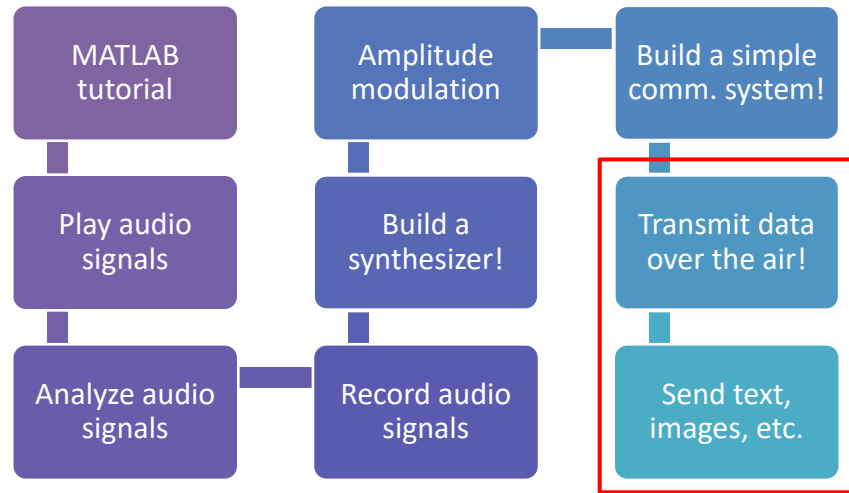 MATLAB
tutorial
Play audio
signals
Analyze audio
signals
Record audio
signals
Build a
synthesizer!
Amplitude
modulation
Build a simple
comm. system!
Transmit data
over the air!
Send text,
images, etc.